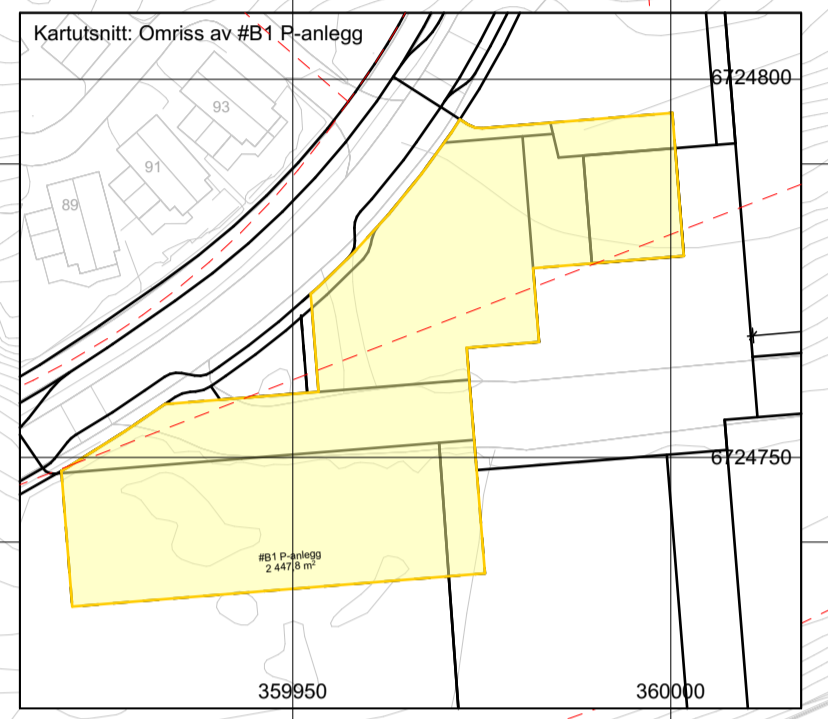 Kartutsnitt: Omriss av #B1 P-anlegg
6724800
93
91
89
6724750
#B1 P-anlegg
2 447,8 m²
359950
360000